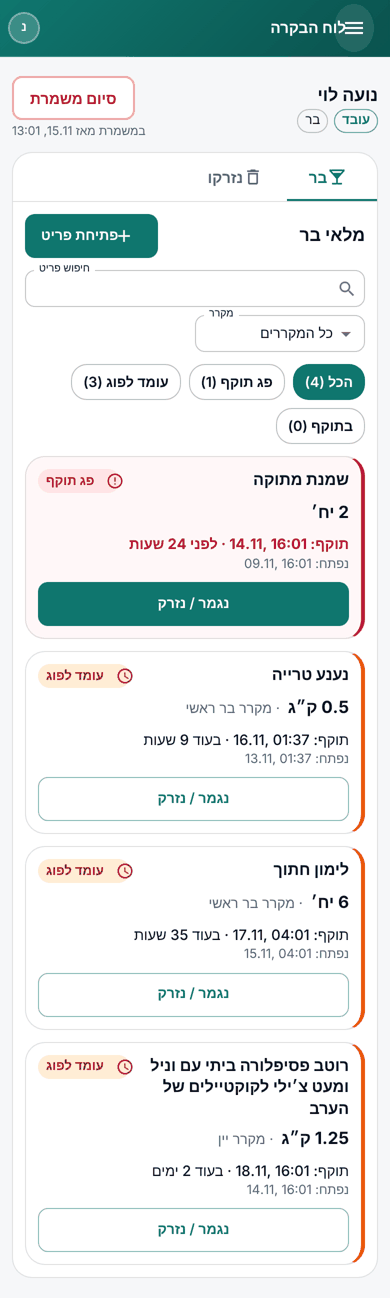 לוח הבקרה
נ
נועה לוי
עובד
בר
סיום משמרת
במשמרת מאז 15.11, 13:01
בר
נזרקו
מלאי בר
פתיחת פריט
חיפוש פריט
מקרר
כל המקררים
הכל (4)
פג תוקף (1)
עומד לפוג (3)
בתוקף (0)
שמנת מתוקה
פג תוקף
2 יח׳
תוקף: 14.11, 16:01 · לפני 24 שעות
נפתח: 09.11, 16:01
נגמר / נזרק
נענע טרייה
עומד לפוג
0.5 ק״ג · מקרר בר ראשי
תוקף: 16.11, 01:37 · בעוד 9 שעות
נפתח: 13.11, 01:37
נגמר / נזרק
לימון חתוך
עומד לפוג
6 יח׳ · מקרר בר ראשי
תוקף: 17.11, 04:01 · בעוד 35 שעות
נפתח: 15.11, 04:01
נגמר / נזרק
רוטב פסיפלורה ביתי עם וניל
ומעט צ׳ילי לקוקטיילים של
הערב
עומד לפוג
1.25 ק״ג · מקרר יין
תוקף: 18.11, 16:01 · בעוד 2 ימים
נפתח: 14.11, 16:01
נגמר / נזרק